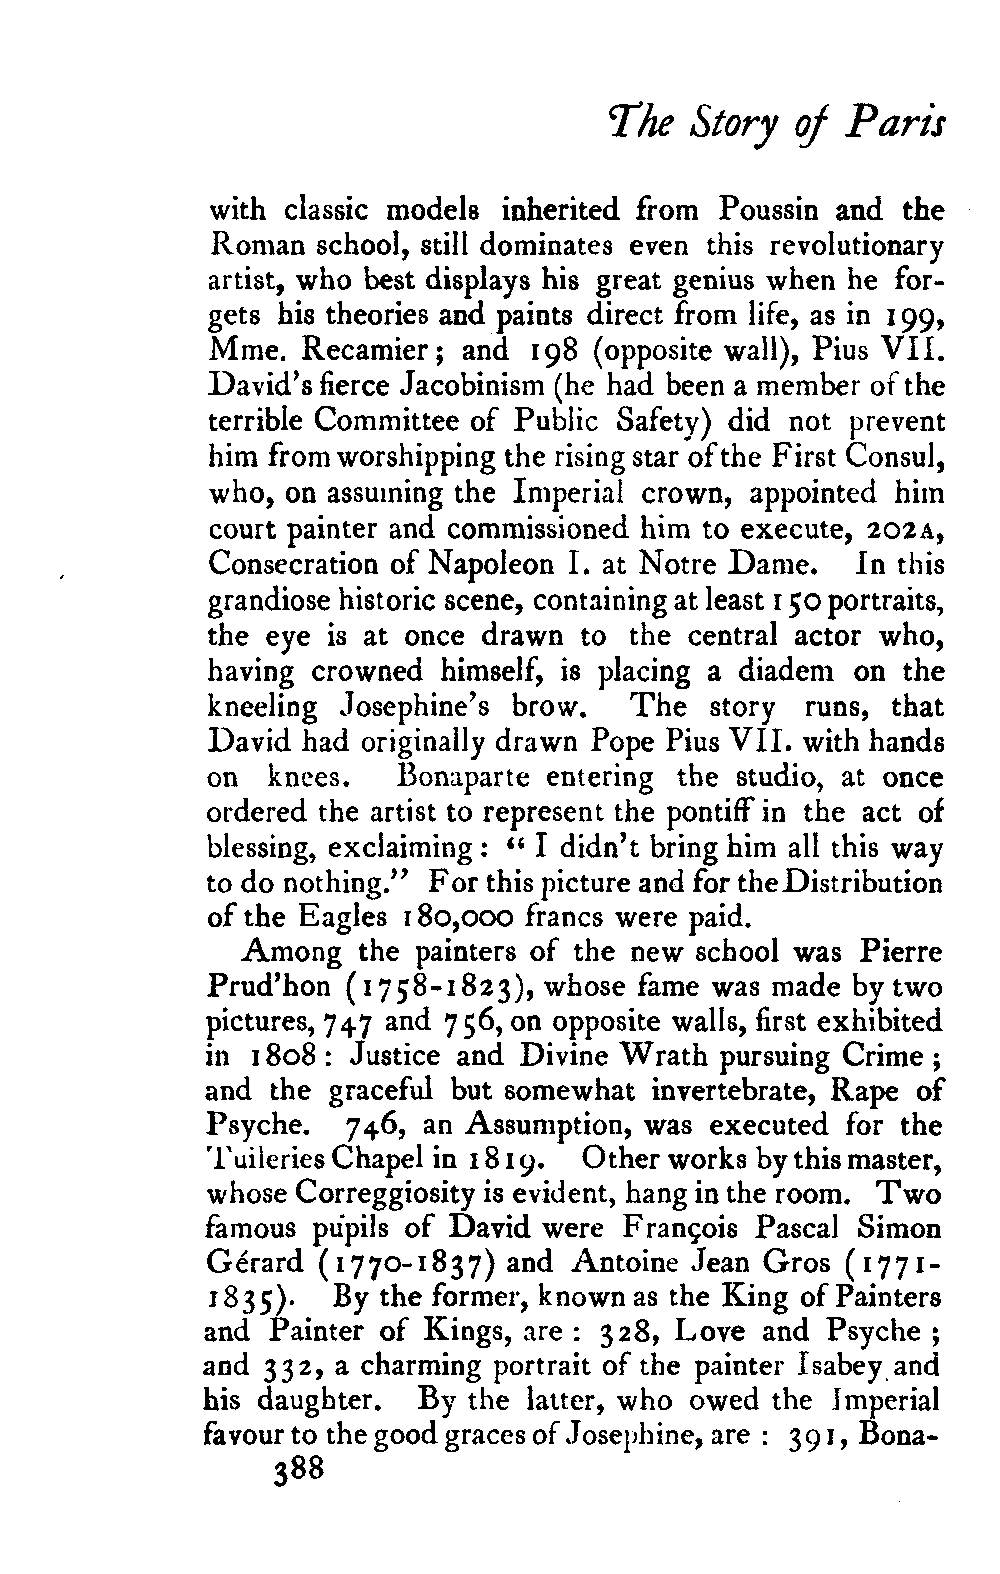 The Story of Paris
with classic models inherited from Poussin and the
Roman school, still dominates even this revolutionary
artist, who best displays his great genius when he for-
gets his theories and paints direct from life, as in 199,
Mme. Recamier; and 198 (opposite wall), Pius VII.
David's fierce Jacobinism (he had been a member of the
terrible Committee of Public Safety) did not prevent
him from worshipping the rising star of the First Consul,
who, on assuming the Imperial crown, appointed him
court painter and commissioned him to execute, 202A,
Consecration of Napoleon I. at Notre Dame. In this
grandiose historic scene, containing at least 150 portraits,
the eye is at once drawn to the central actor who,
having crowned himself, is placing a diadem on the
kneeling Josephine's brow. The story runs, that
David had originally drawn Pope Pius VII. with hands
on knees. Bonaparte entering the studio, at once
ordered the artist to represent the pontiff in the act of
blessing, exclaiming: “ I didn't bring him all this way
to do nothing.” For this picture and for the Distribution
of the Eagles 180,000 francs were paid.
Among the painters of the new school was Pierre
Prud'hon (1758-1823), whose fame was made by two
pictures, 747 and 756, on opposite walls, first exhibited
in 1808: Justice and Divine Wrath pursuing Crime;
and the graceful but somewhat invertebrate, Rape of
Psyche. 746, an Assumption, was executed for the
Tuileries Chapel in 1819. Other works by this master,
whose Correggiosity is evident, hang in the room. Two
famous pupils of David were François Pascal Simon
Gérard (1770-1837) and Antoine Jean Gros (1771-
1835). By the former, known as the King of Painters
and Painter of Kings, are : 328, Love and Psyche ;
and 332, a charming portrait of the painter Isabey and
his daughter. By the latter, who owed the Imperial
favour to the good graces of Josephine, are : 391, Bona-
388